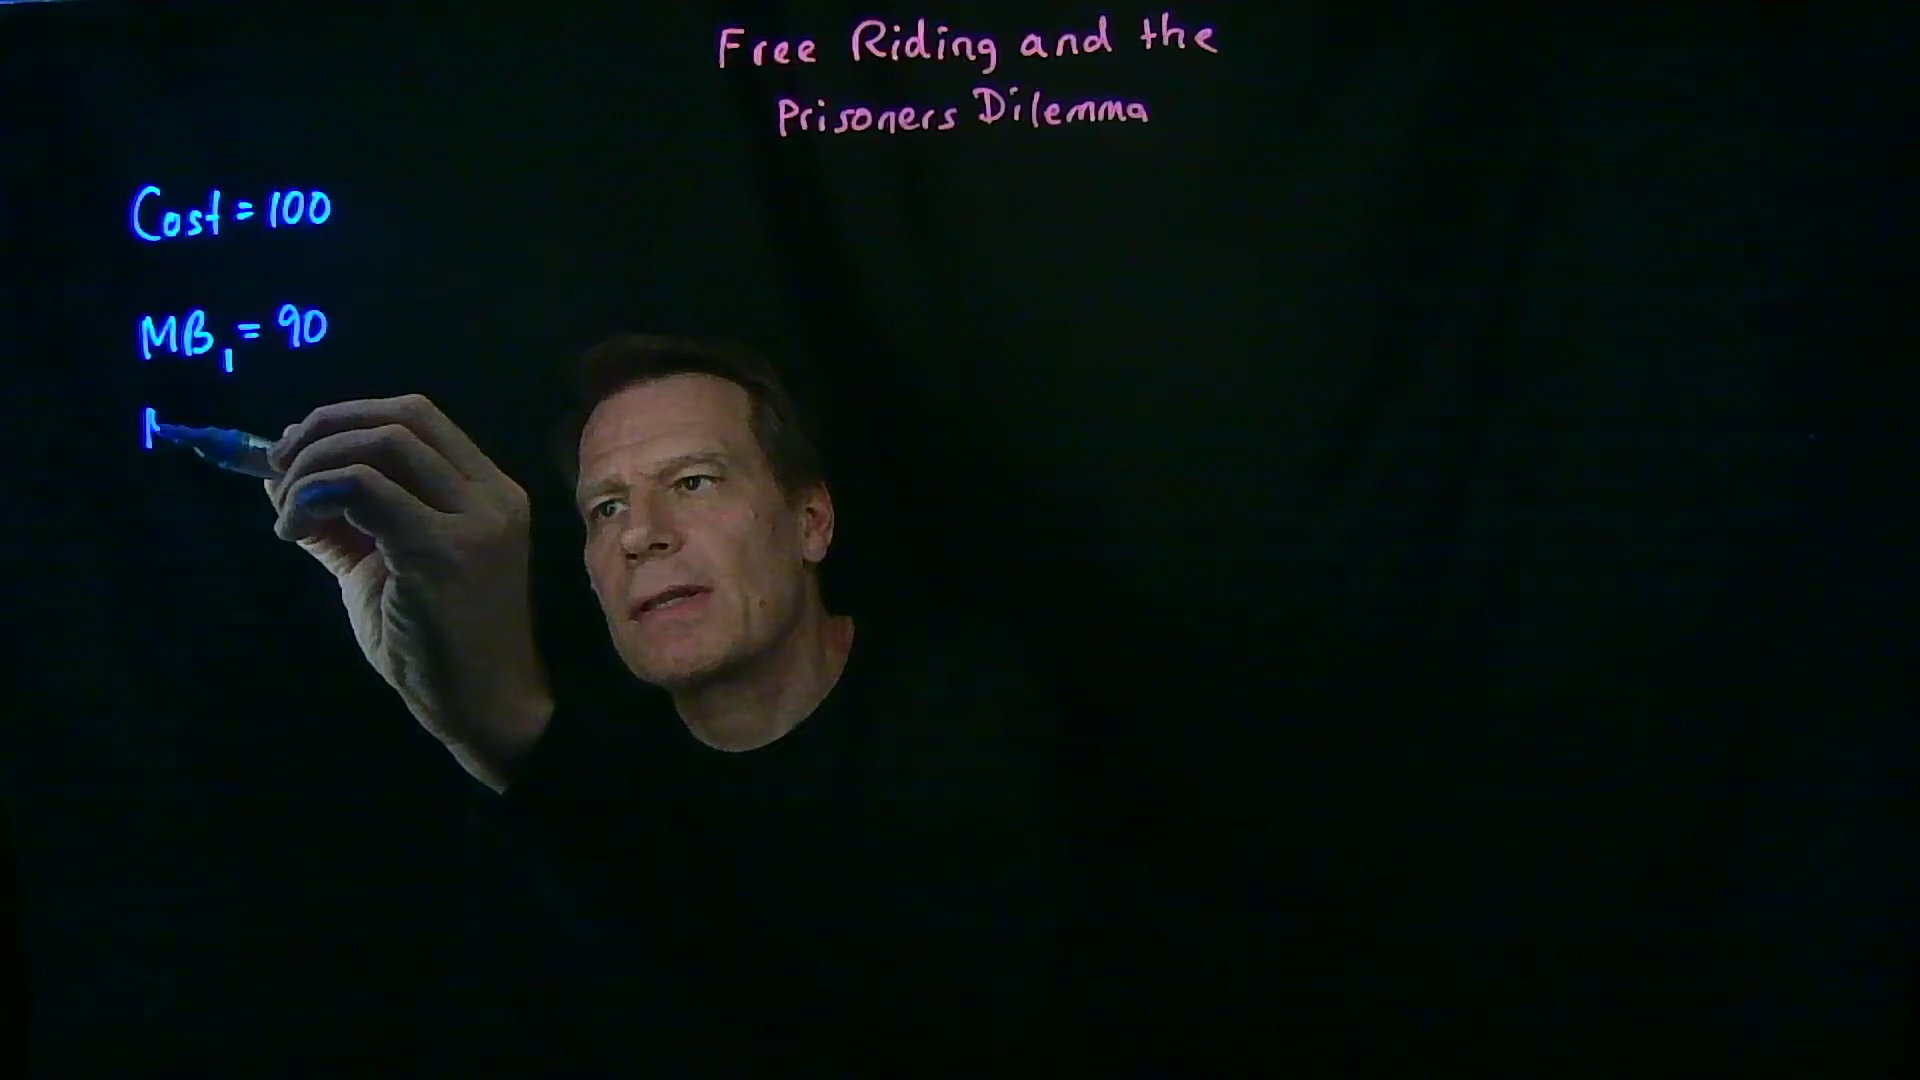 Free Riding and the
Prisoners Dilemma
Cost = 100
MB₁ = 90